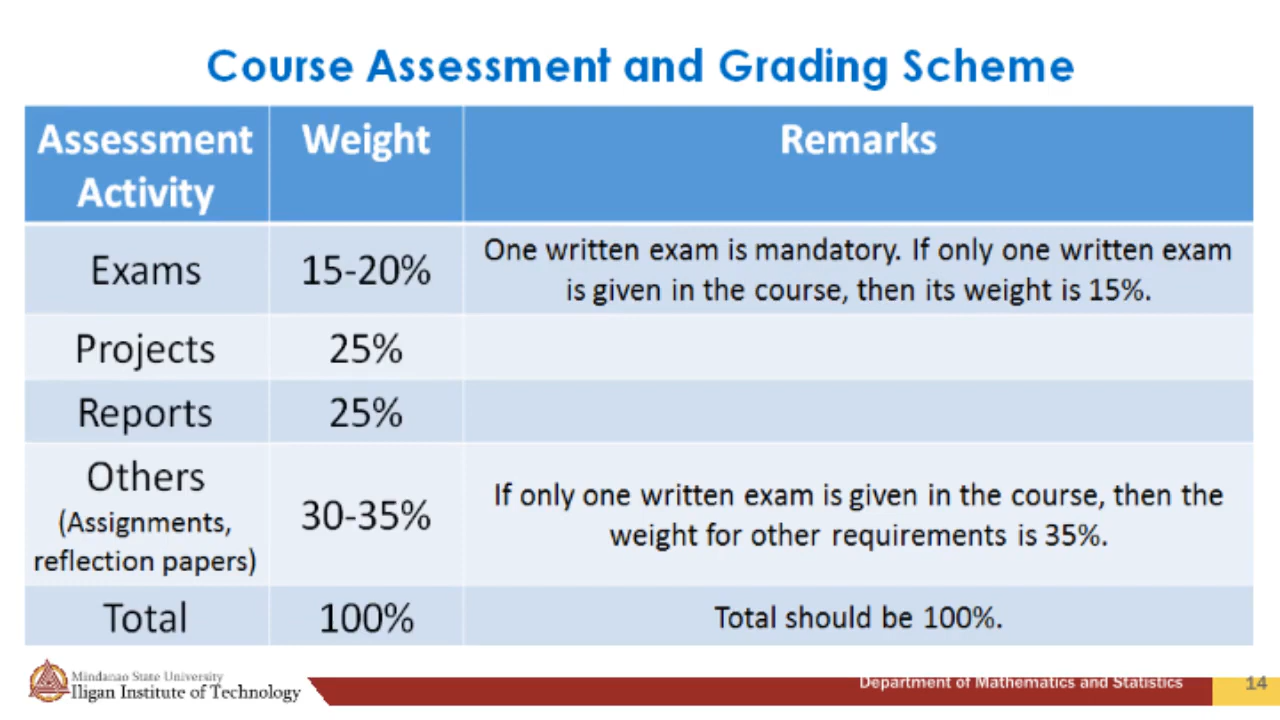 Course Assessment and Grading Scheme
Assessment
Activity
Weight
Remarks
Exams
15-20%
One written exam is mandatory. If only one written exam
is given in the course, then its weight is 15%.
Projects
25%
Reports
25%
Others
(Assignments,
reflection papers)
30-35%
If only one written exam is given in the course, then the
weight for other requirements is 35%.
Total
100%
Total should be 100%.
Mindanao State University
Iligan Institute of Technology
Department of Mathematics and Statistics
14